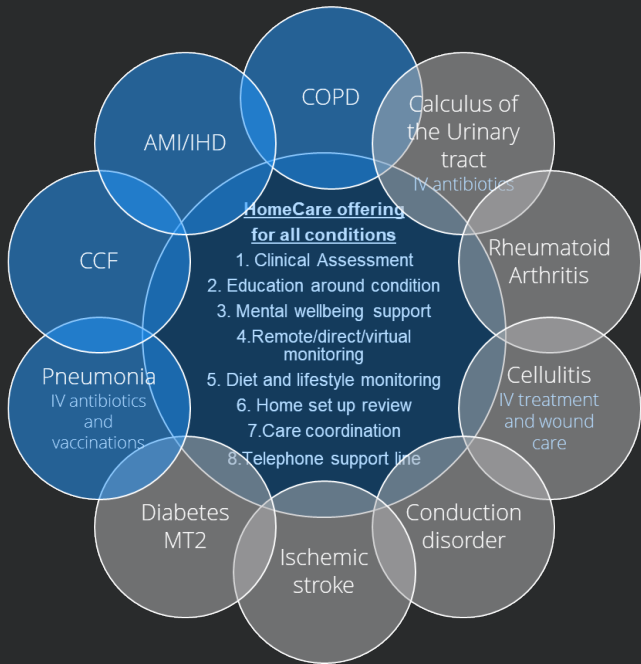 COPD
Calculus of
the Urinary
tract
IV antibiotics
AMI/IHD
HomeCare offering
for all conditions
1. Clinical Assessment
2. Education around condition
3. Mental wellbeing support
4.Remote/direct/virtual
monitoring
5. Diet and lifestyle monitoring
6. Home set up review
7.Care coordination
8.Telephone support line
Rheumatoid
Arthritis
CCF
Cellulitis
IV treatment
and wound
care
Pneumonia
IV antibiotics
and
vaccinations
Conduction
disorder
Diabetes
MT2
Ischemic
stroke